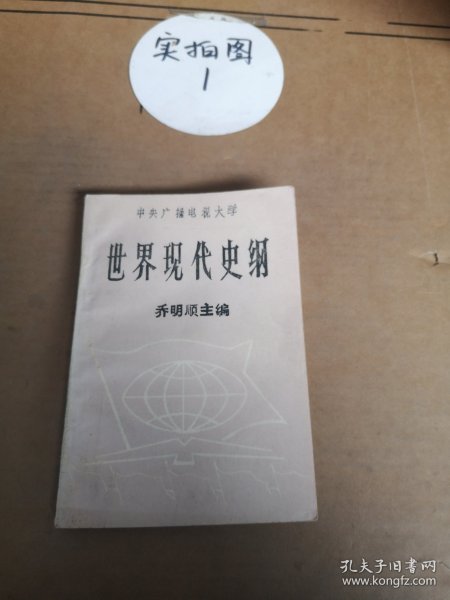 实拍图
1
中央广播电视大学
世界现代史纲
乔明顺主编
孔夫子旧书网
www.kongfz.com